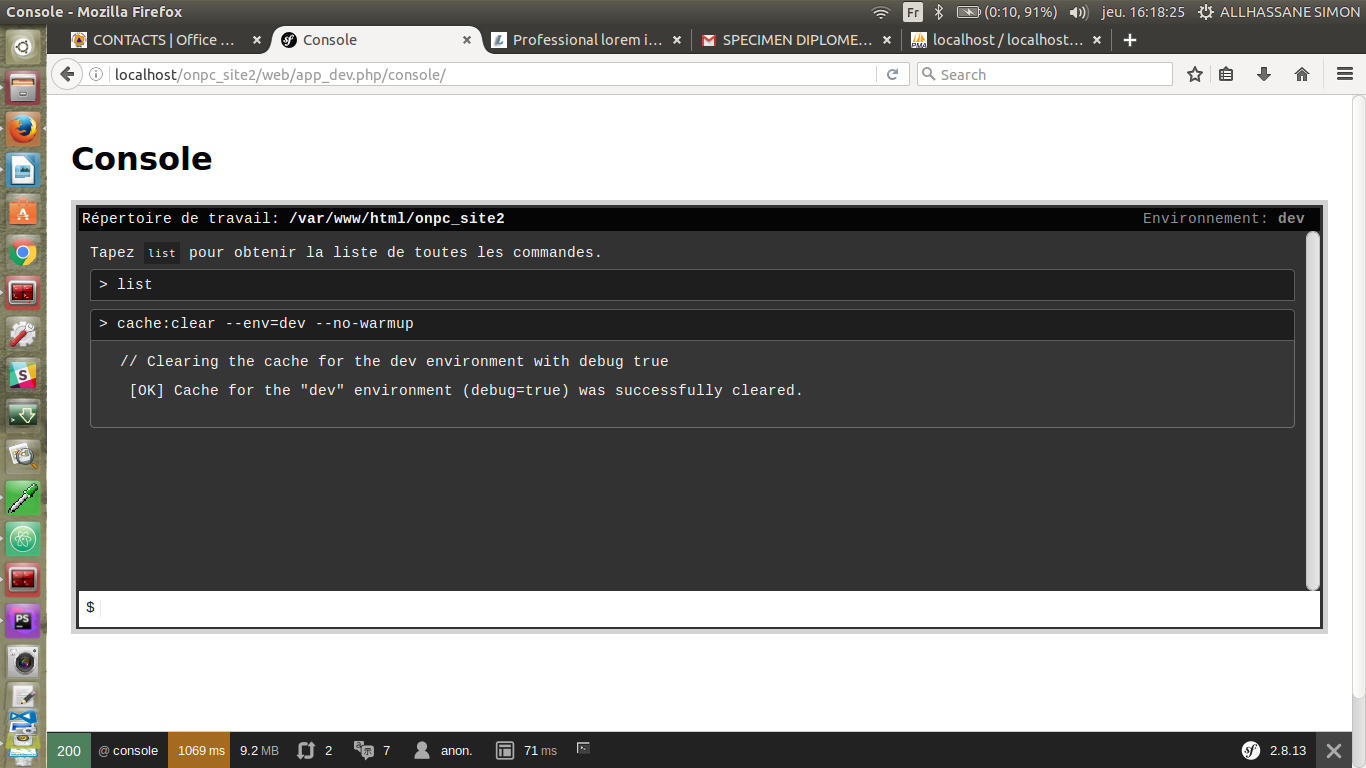 Console - Mozilla Firefox
Fr (0:10, 91%) jeu. 16:18:25 ALLHASSANE SIMON
CONTACTS | Office ... Console Professional lorem i... SPECIMEN DIPLOME... localhost / localhost...
localhost/onpc_site2/web/app_dev.php/console/ Search
Console
Répertoire de travail: /var/www/html/onpc_site2 Environnement: dev
Tapez list pour obtenir la liste de toutes les commandes.
> list
> cache:clear --env=dev --no-warmup
// Clearing the cache for the dev environment with debug true
[OK] Cache for the "dev" environment (debug=true) was successfully cleared.
$
200 @ console 1069 ms 9.2 MB 2 7 anon. 71 ms 2.8.13